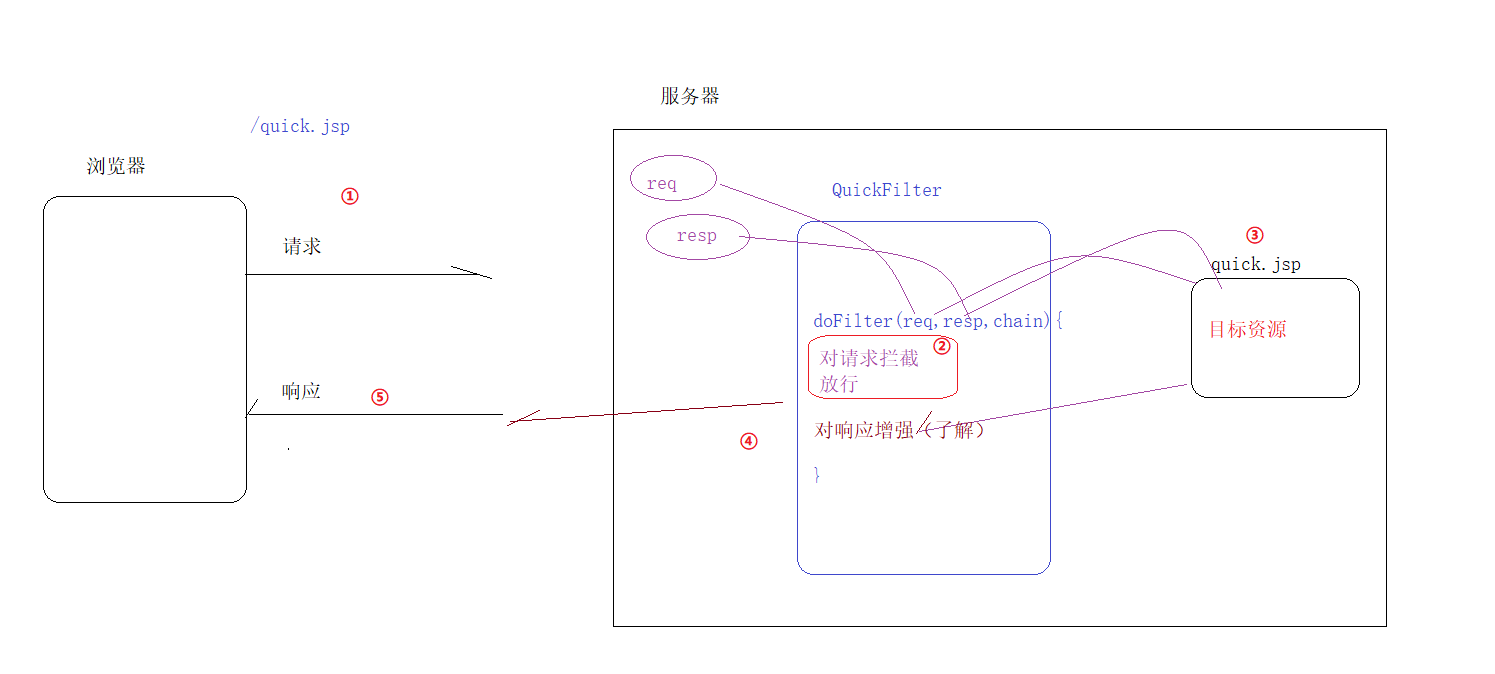 服务器
/quick.jsp
浏览器
①
请求
响应
⑤
req
resp
QuickFilter
doFilter(req,resp,chain){
②
对请求拦截
放行
对响应增强（了解）
}
④
③
quick.jsp
目标资源